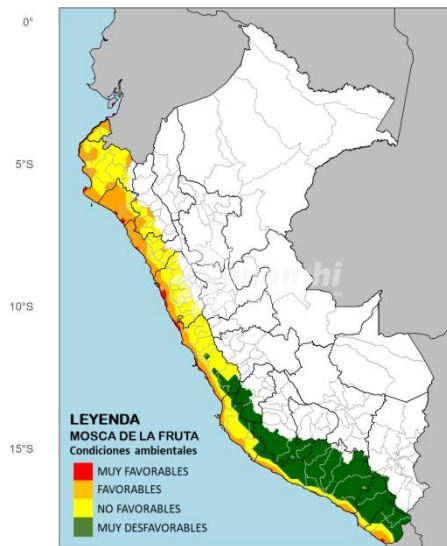 0°
5°S
10°S
15°S
LEYENDA
MOSCA DE LA FRUTA
Condiciones ambientales
MUY FAVORABLES
FAVORABLES
NO FAVORABLES
MUY DESFAVORABLES